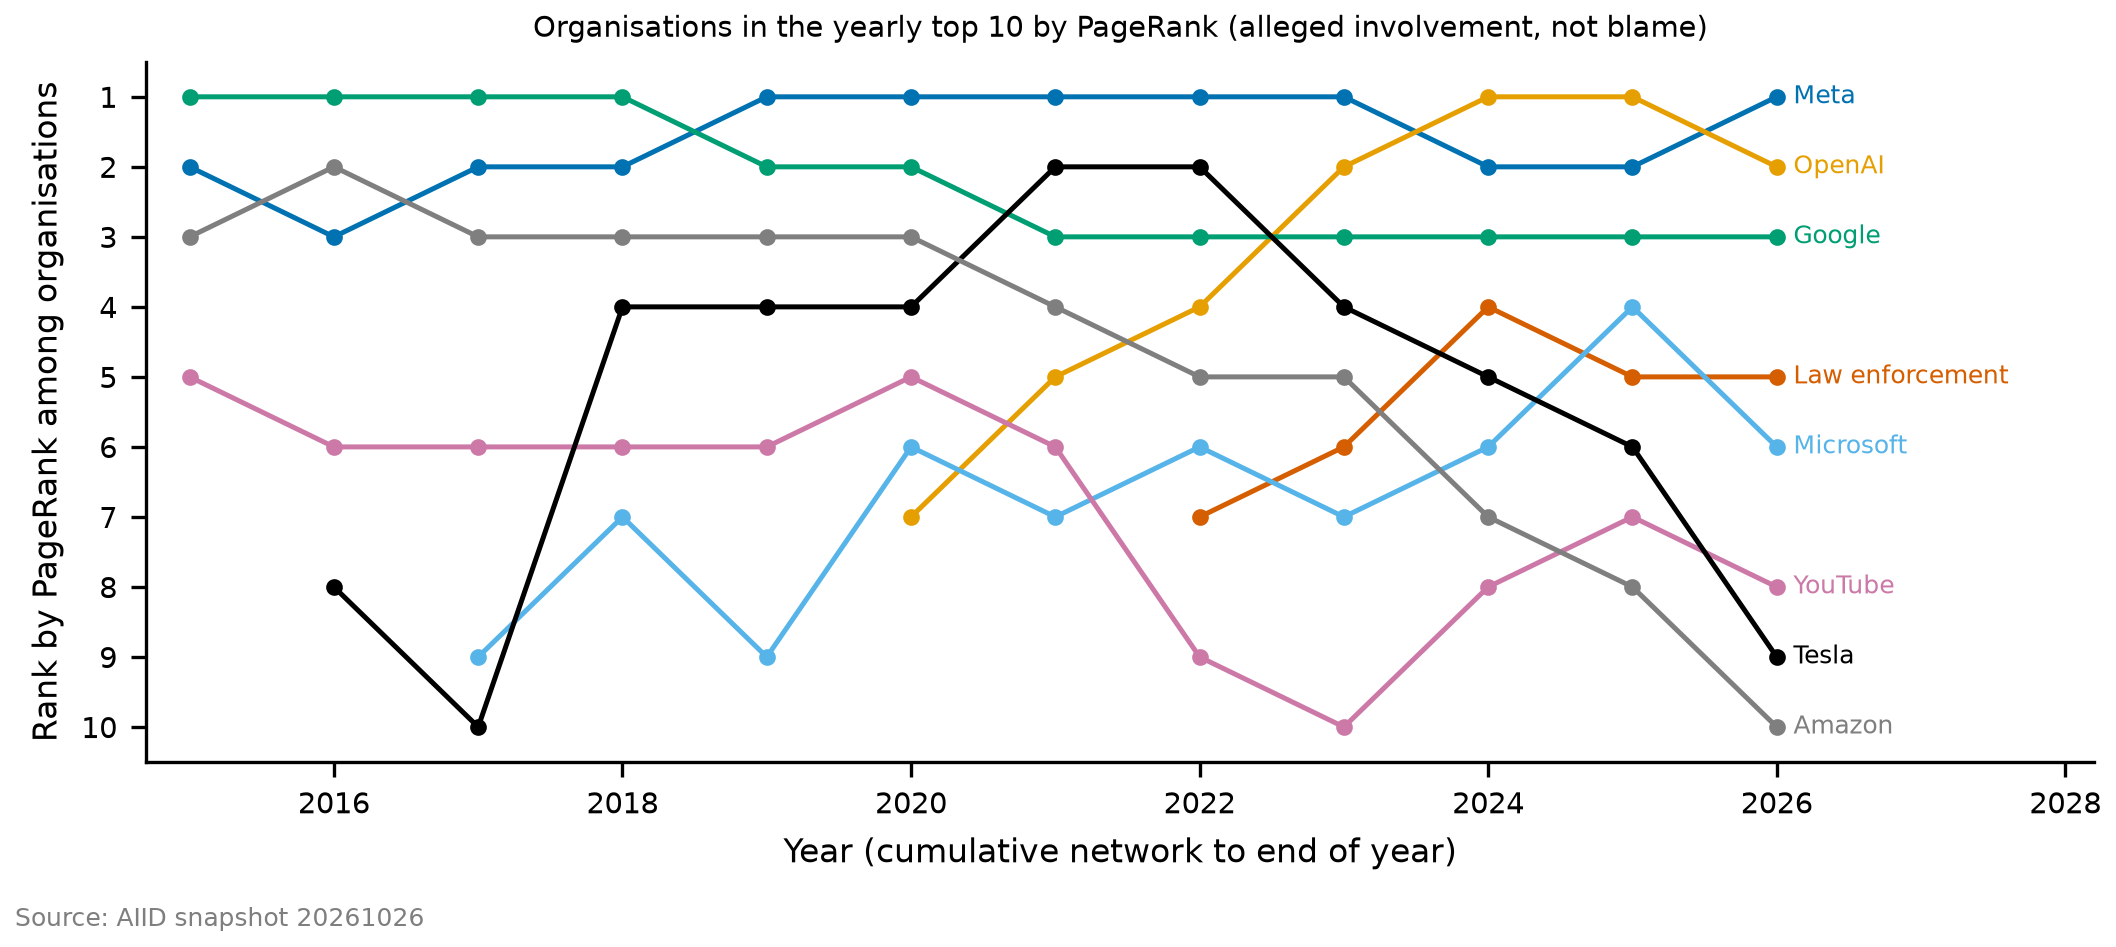 Organisations in the yearly top 10 by PageRank (alleged involvement, not blame)
Rank by PageRank among organisations
1
2
3
4
5
6
7
8
9
10
Meta
OpenAI
Google
Law enforcement
Microsoft
YouTube
Tesla
Amazon
2016
2018
2020
2022
2024
2026
2028
Year (cumulative network to end of year)
Source: AIID snapshot 20261026